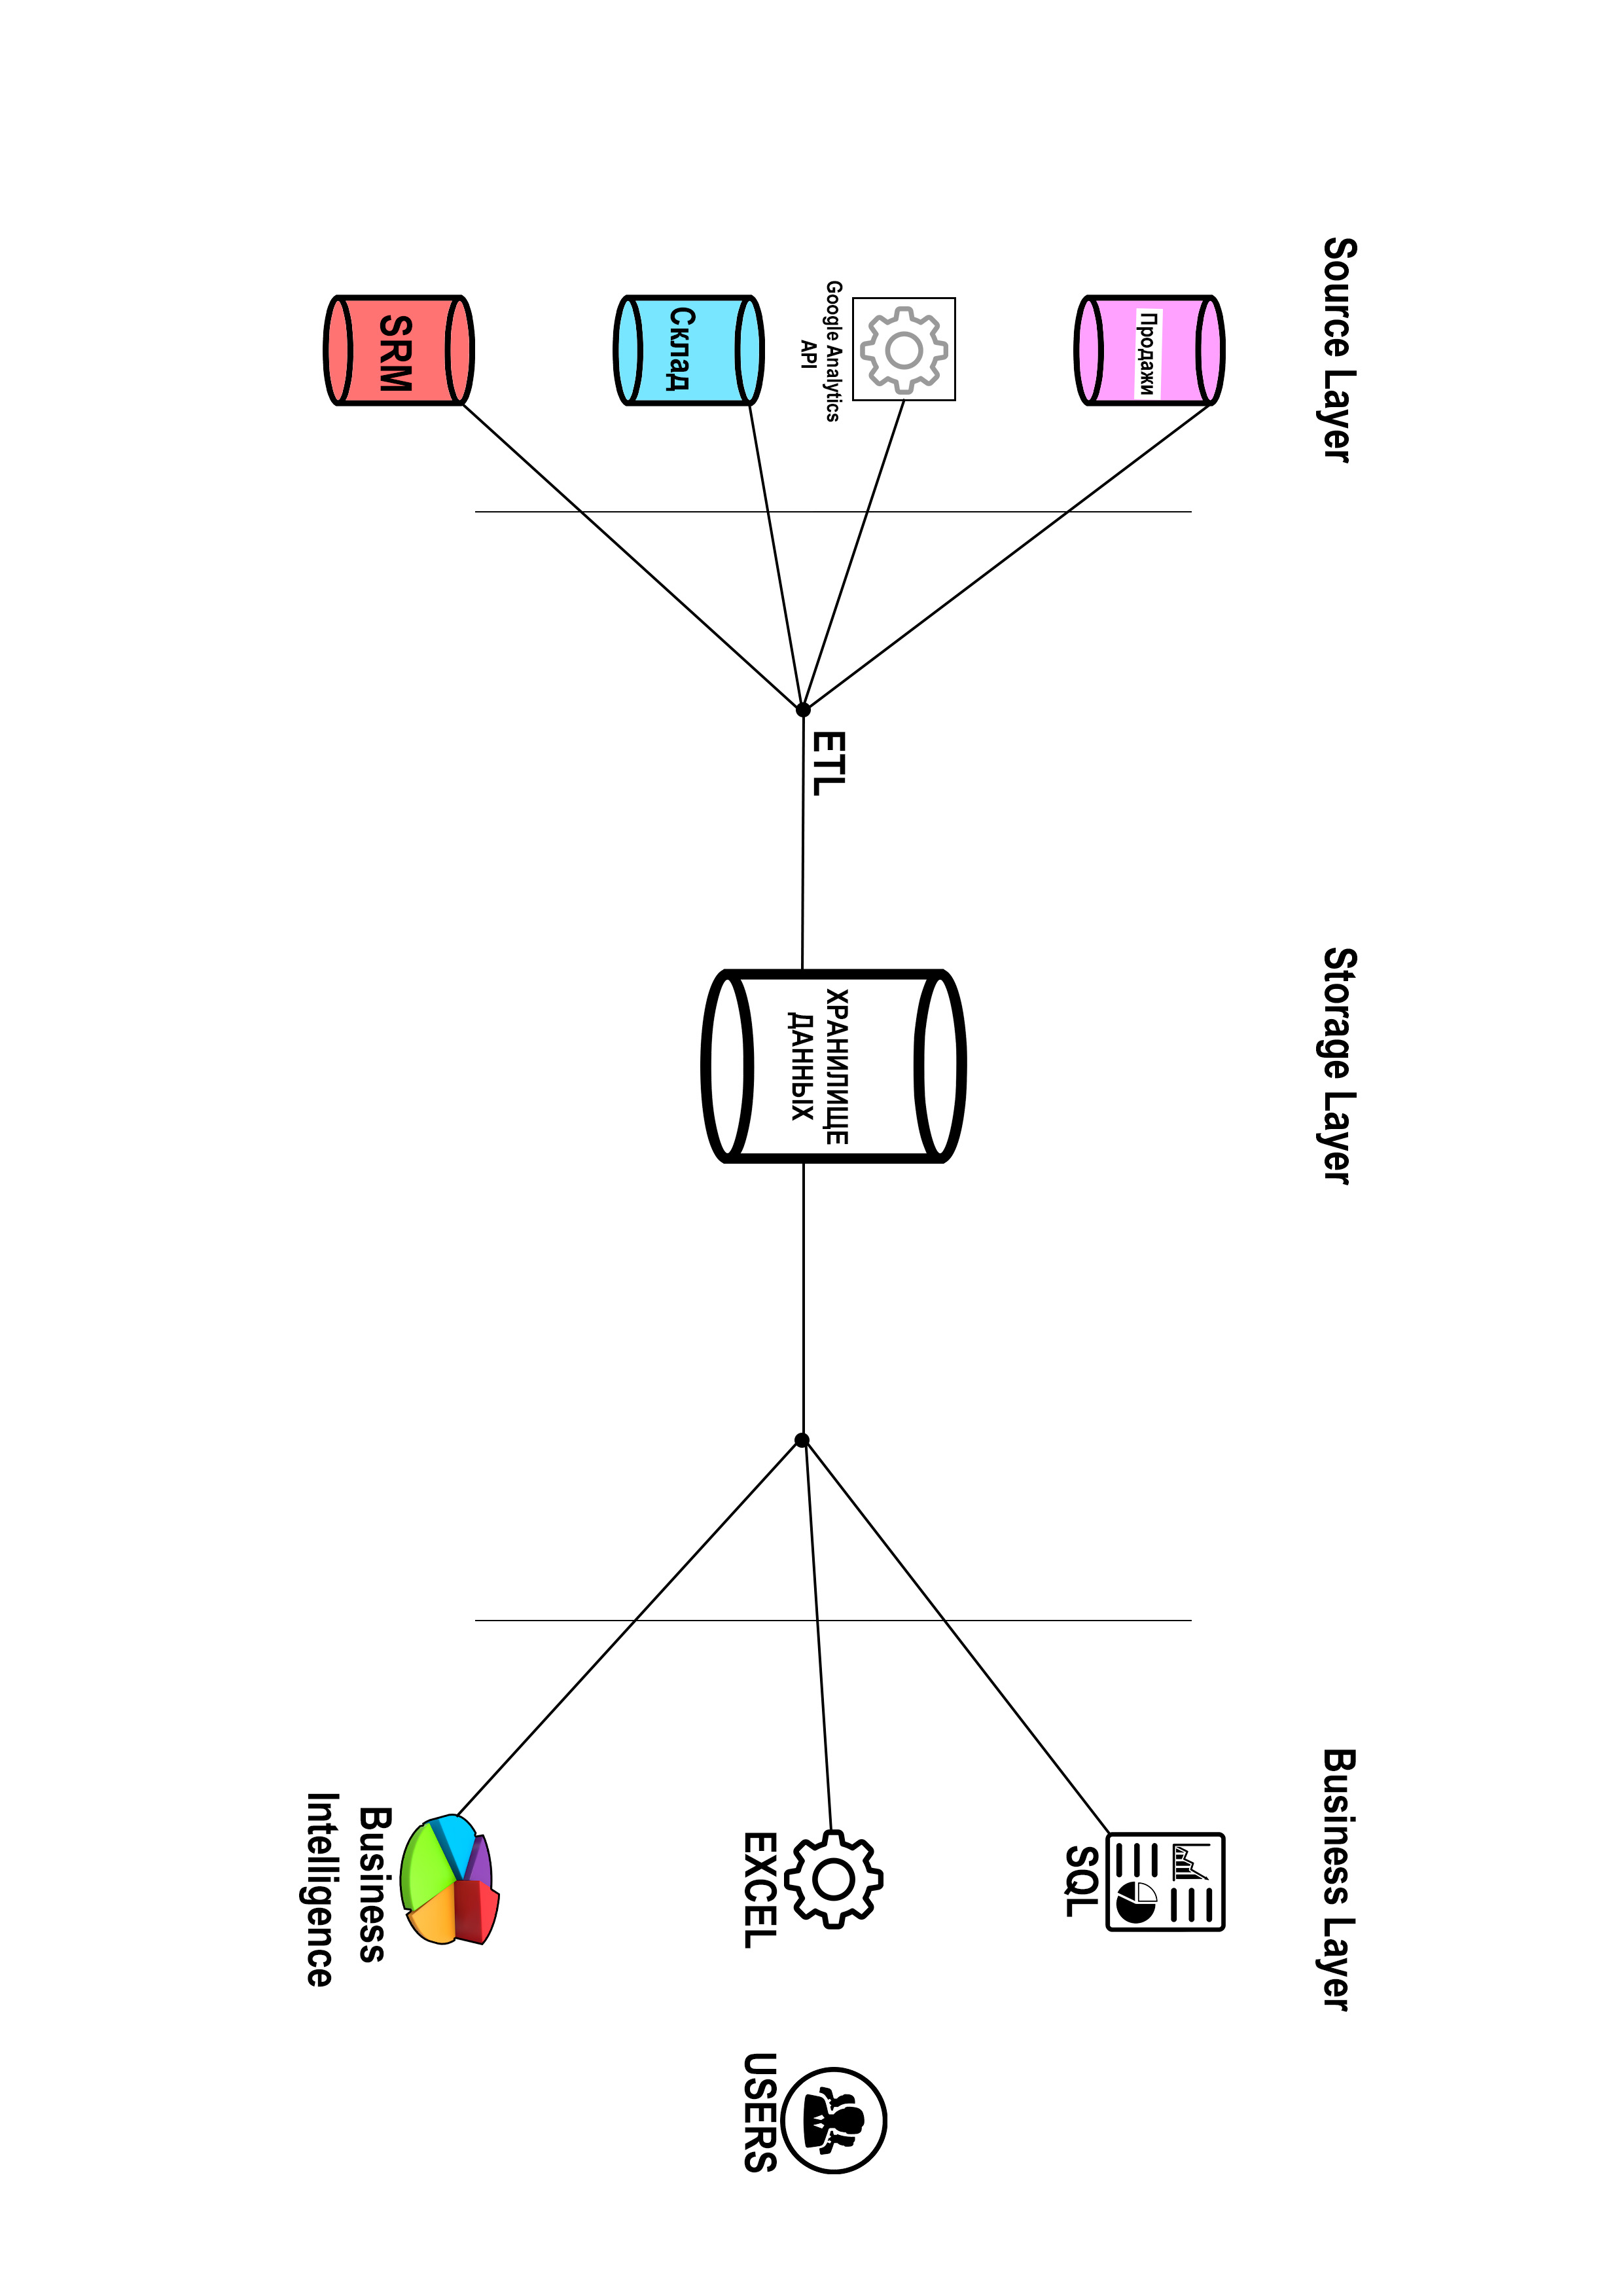 Source Layer
Storage Layer
Business Layer
Продажи
Google Analytics
API
Склад
SRM
ETL
ХРАНИЛИЩЕ
ДАННЫХ
SQL
EXCEL
Business
Intelligence
USERS